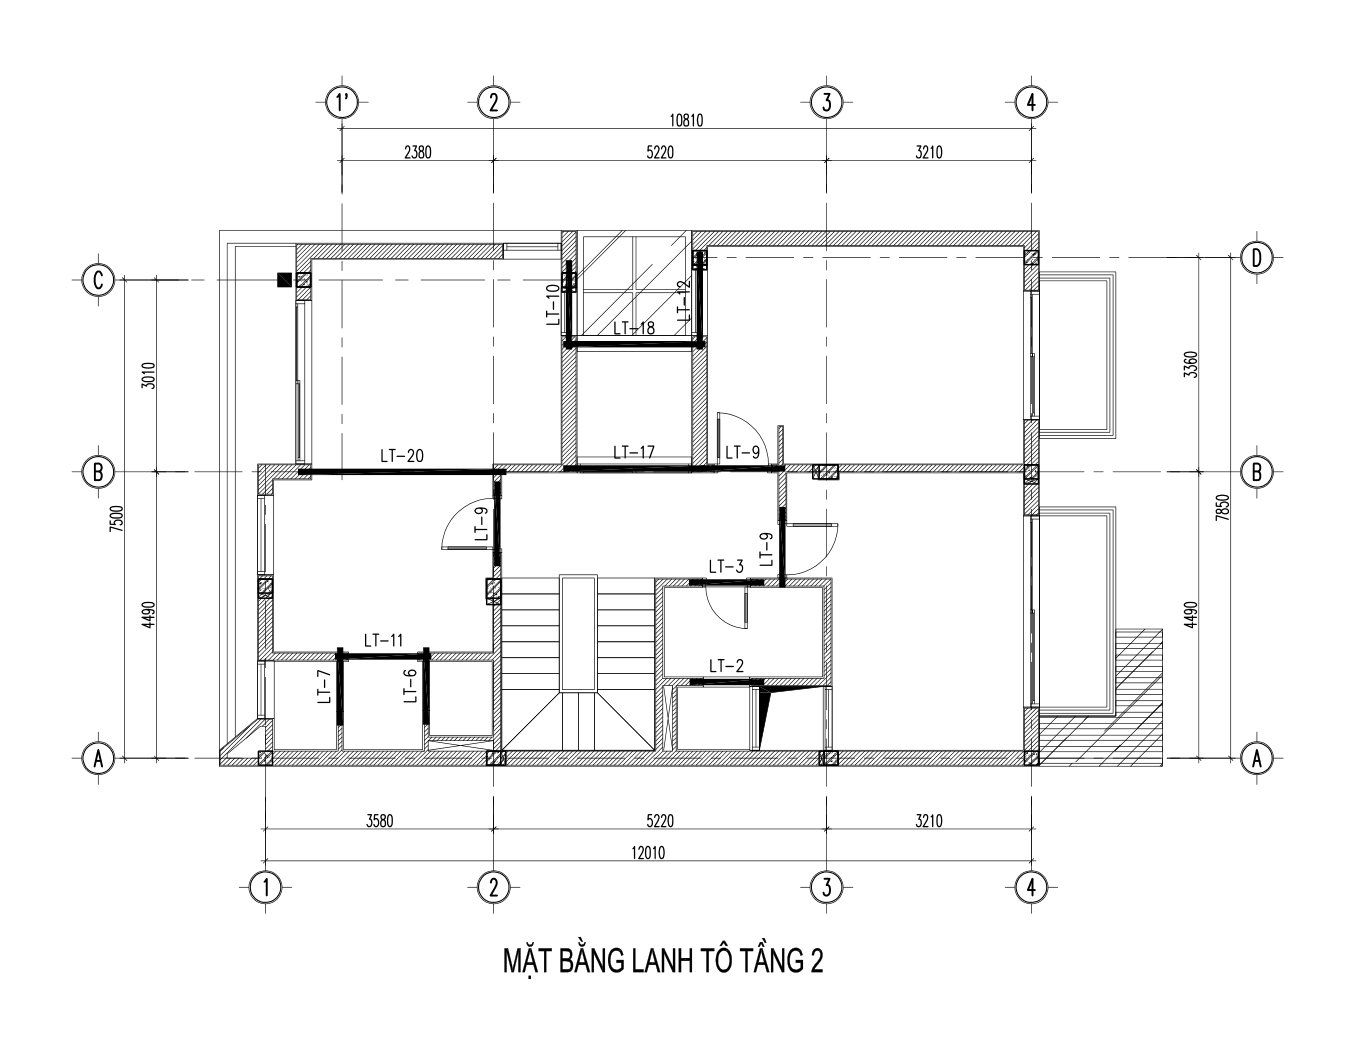 1' 2 3 4
10810
2380 5220 3210
C D
LT-10 LT-12
LT-18
3010 3360
LT-20 LT-17 LT-9
B B
7500 7850
LT-9 LT-9
LT-3
4490 4490
LT-11
LT-7 LT-6 LT-2
A A
3580 5220 3210
12010
1 2 3 4
MẶT BẰNG LANH TÔ TẦNG 2